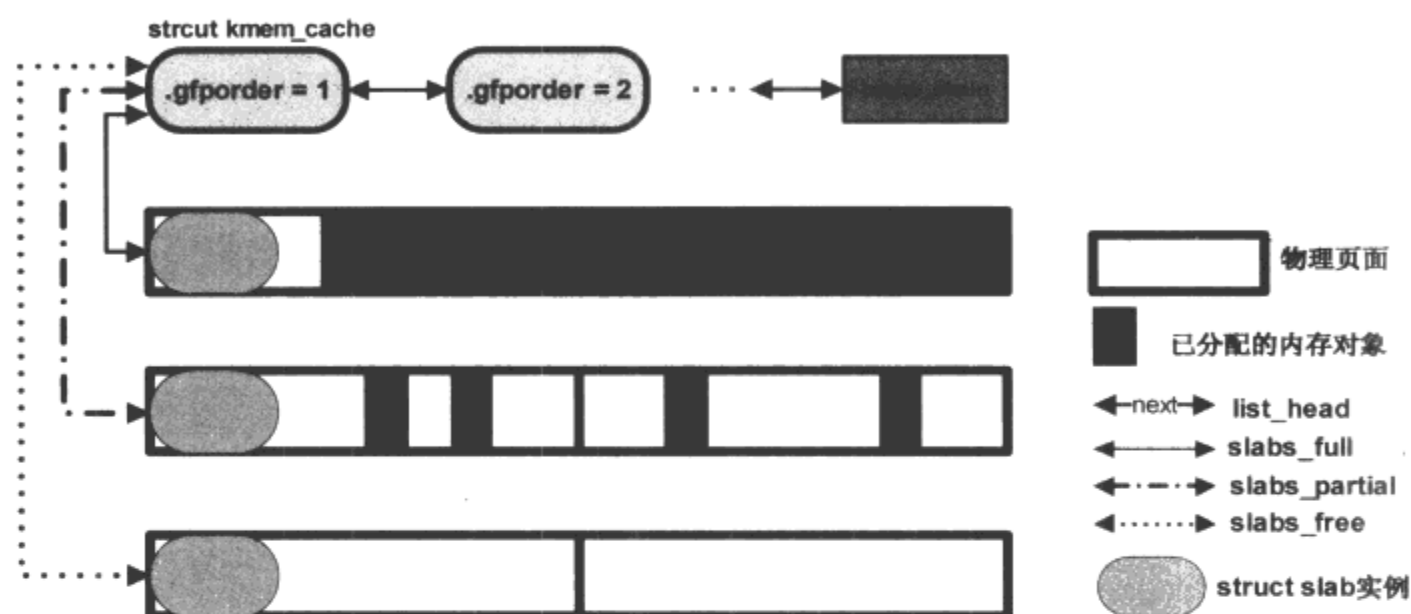 strcut kmem_cache
.gfporder = 1
.gfporder = 2
物理页面
已分配的内存对象
next
list_head
slabs_full
slabs_partial
slabs_free
struct slab实例